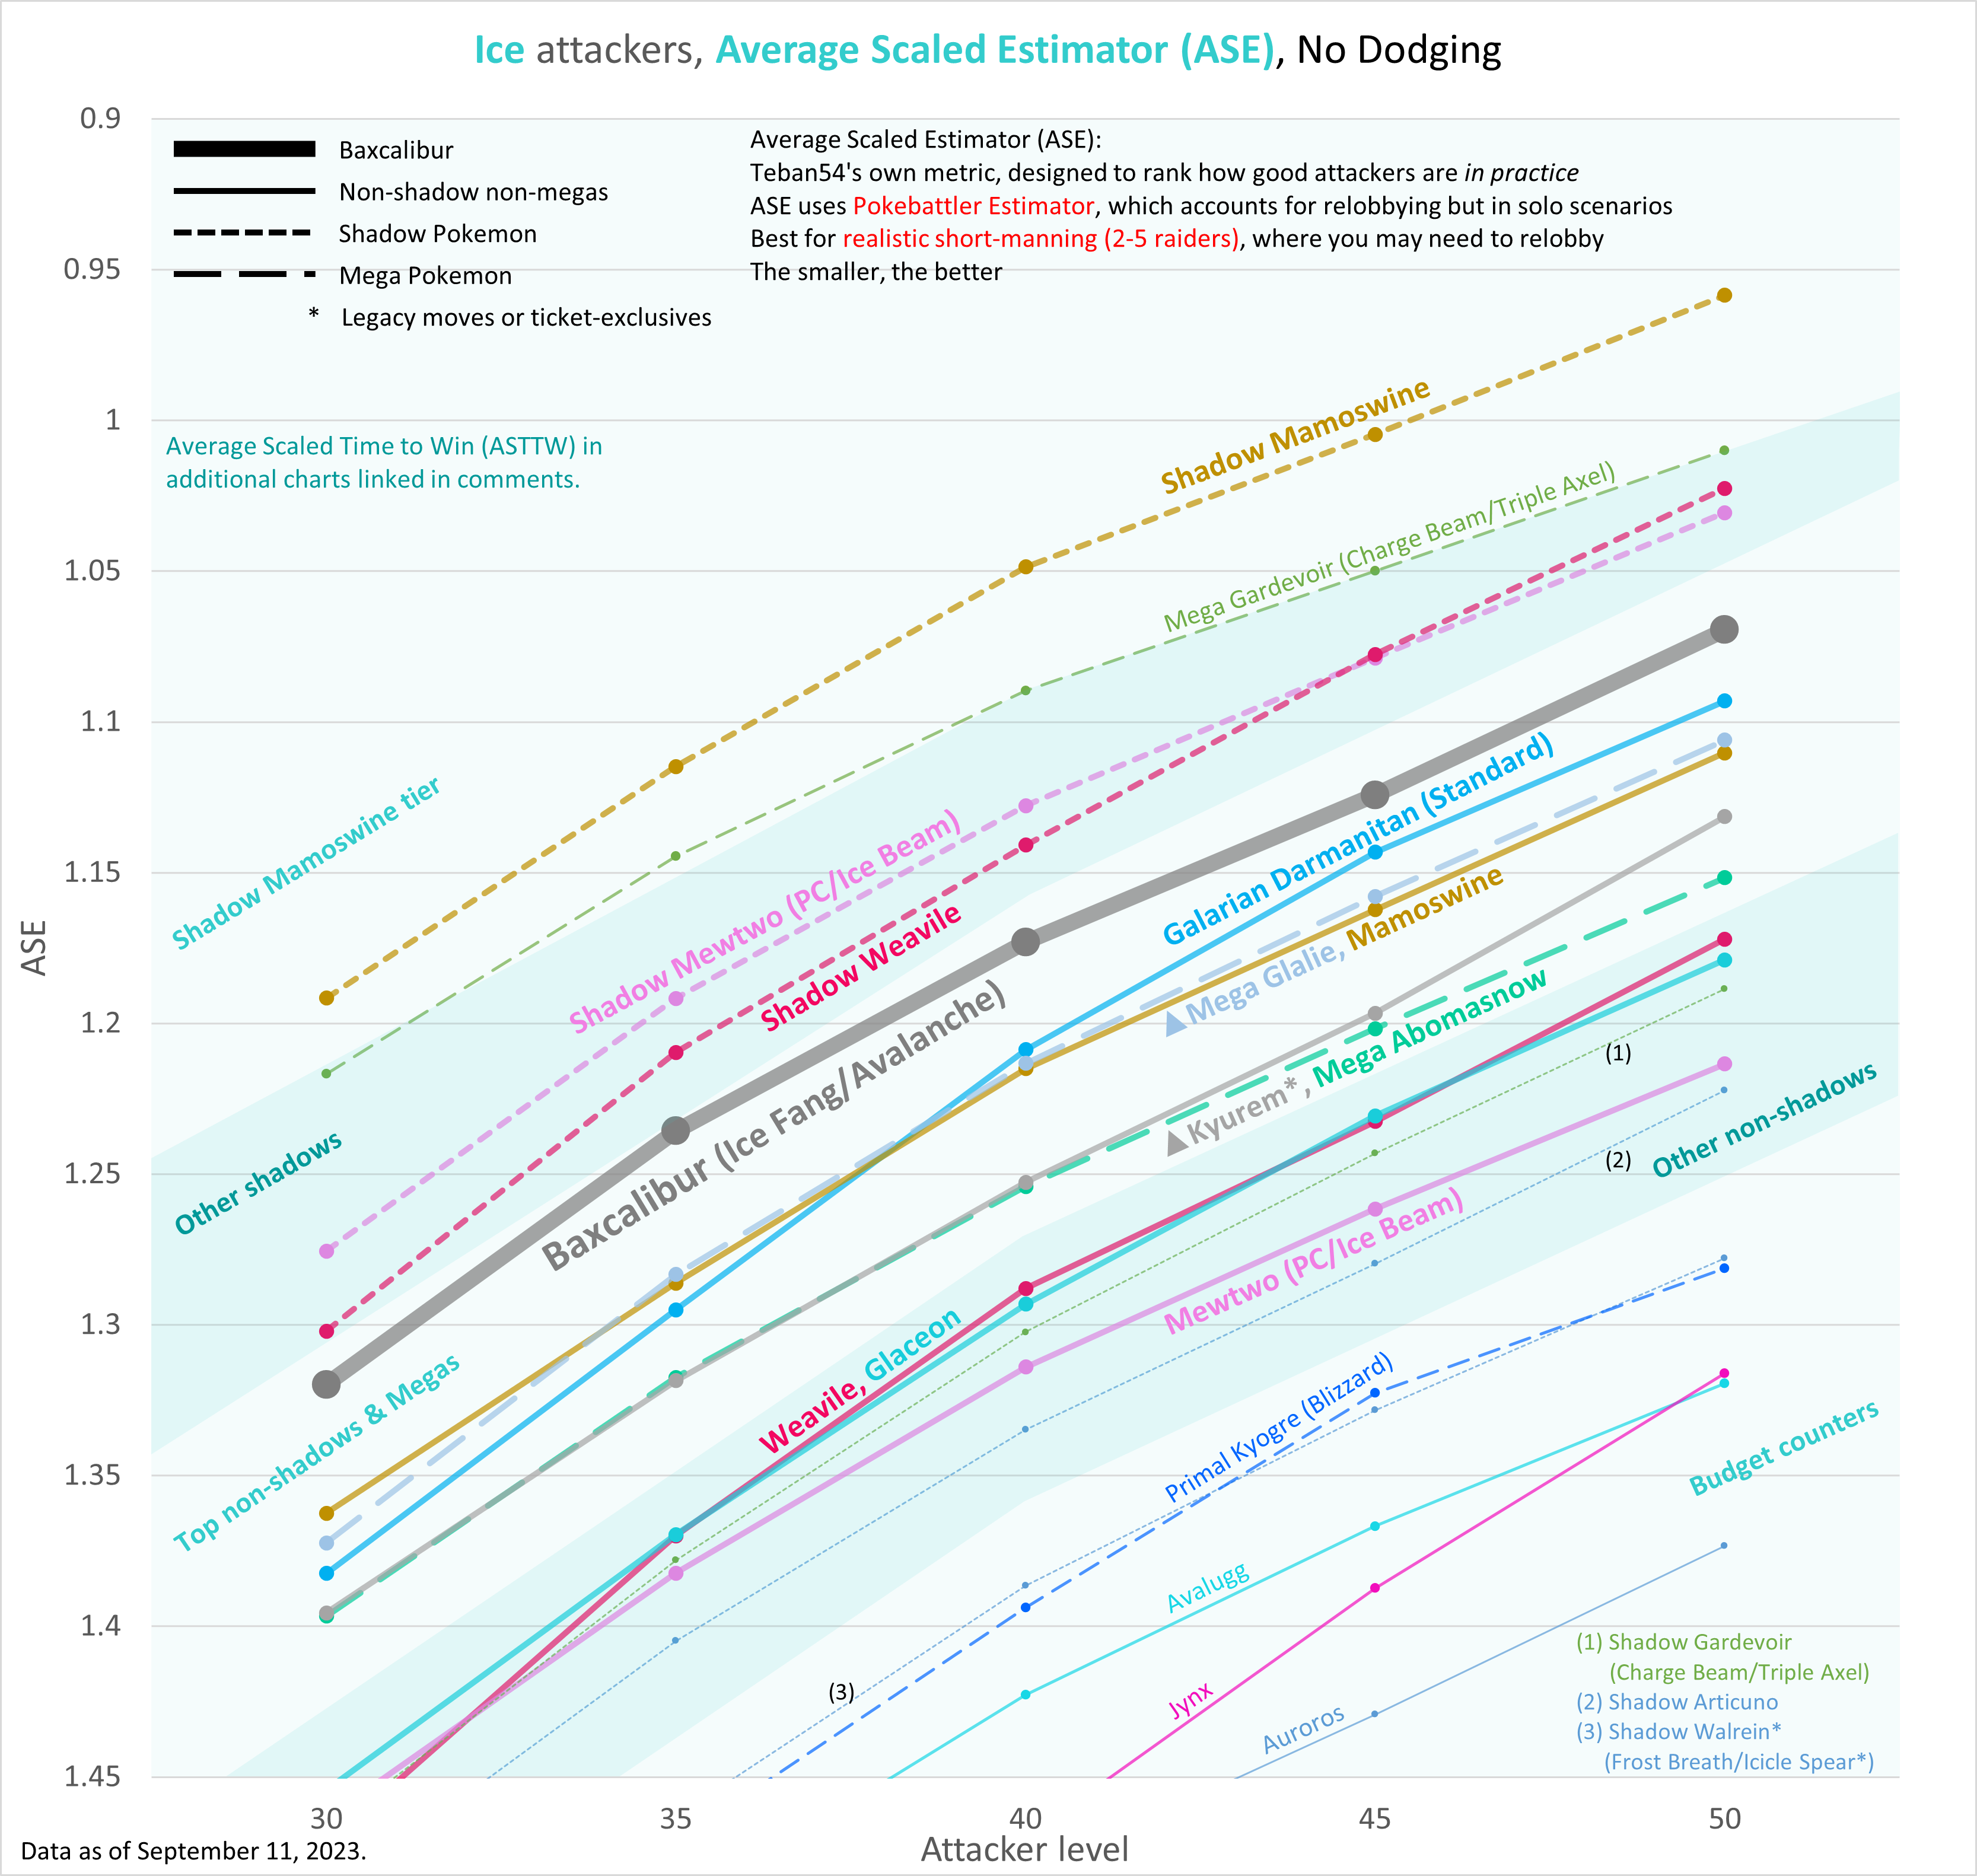 Ice attackers, Average Scaled Estimator (ASE), No Dodging
0.9
0.95
1
1.05
1.1
1.15
1.2
1.25
1.3
1.35
1.4
1.45
ASE
Baxcalibur
Non-shadow non-megas
Shadow Pokemon
Mega Pokemon
* Legacy moves or ticket-exclusives
Average Scaled Estimator (ASE):
Teban54's own metric, designed to rank how good attackers are in practice
ASE uses Pokebattler Estimator, which accounts for relobbying but in solo scenarios
Best for realistic short-manning (2-5 raiders), where you may need to relobby
The smaller, the better
Average Scaled Time to Win (ASTTW) in
additional charts linked in comments.
Shadow Mamoswine
Mega Gardevoir (Charge Beam/Triple Axel)
Shadow Mamoswine tier
Shadow Mewtwo (PC/Ice Beam)
Shadow Weavile
Galarian Darmanitan (Standard)
▲Mega Glalie, Mamoswine
Baxcalibur (Ice Fang/Avalanche)
▲Kyurem*, Mega Abomasnow
(1)
Other shadows
(2)
Other non-shadows
Mewtwo (PC/Ice Beam)
Top non-shadows & Megas
Weavile, Glaceon
Primal Kyogre (Blizzard)
Budget counters
Avalugg
(3)
Jynx
Auroros
(1) Shadow Gardevoir
(Charge Beam/Triple Axel)
(2) Shadow Articuno
(3) Shadow Walrein*
(Frost Breath/Icicle Spear*)
30
35
40
45
50
Attacker level
Data as of September 11, 2023.